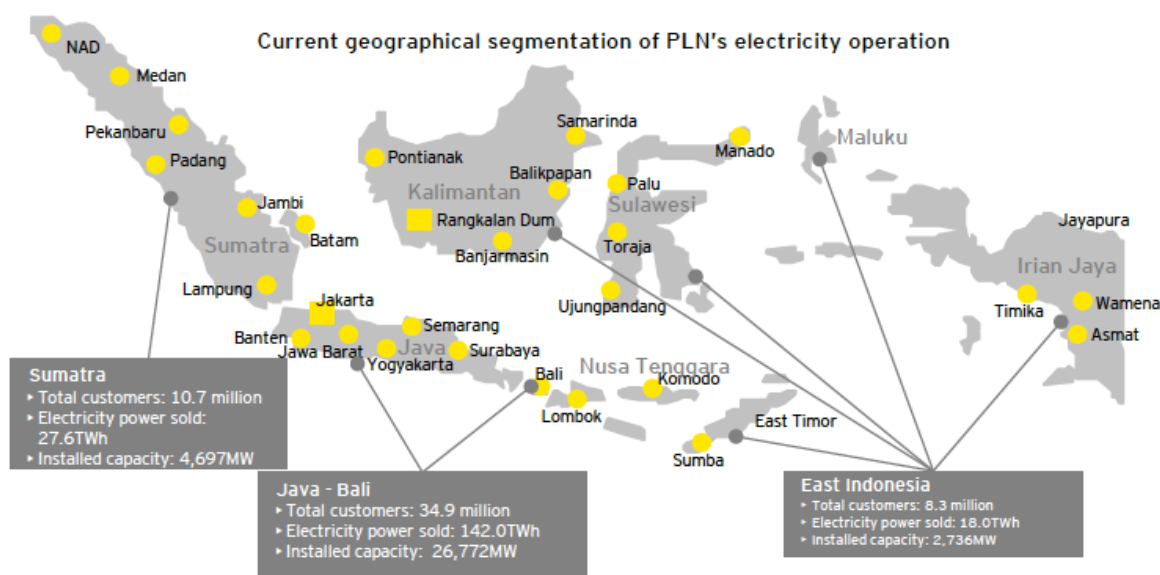 Current geographical segmentation of PLN's electricity operation
NAD
Medan
Pekanbaru
Padang
Jambi
Batam
Sumatra
Lampung
Pontianak
Samarinda
Balikpapan
Kalimantan
Rangkalan Dum
Banjarmasin
Manado
Palu
Sulawesi
Toraja
Ujungpandang
Maluku
Jayapura
Irian Jaya
Timika
Wamena
Asmat
Jakarta
Banten
Jawa Barat
Semarang
Java
Yogyakarta
Surabaya
Bali
Nusa Tenggara
Komodo
Lombok
East Timor
Sumba
Sumatra
‣ Total customers: 10.7 million
‣ Electricity power sold:
27.6TWh
‣ Installed capacity: 4,697MW
Java - Bali
‣ Total customers: 34.9 million
‣ Electricity power sold: 142.0TWh
‣ Installed capacity: 26,772MW
East Indonesia
‣ Total customers: 8.3 million
‣ Electricity power sold: 18.0TWh
‣ Installed capacity: 2,736MW